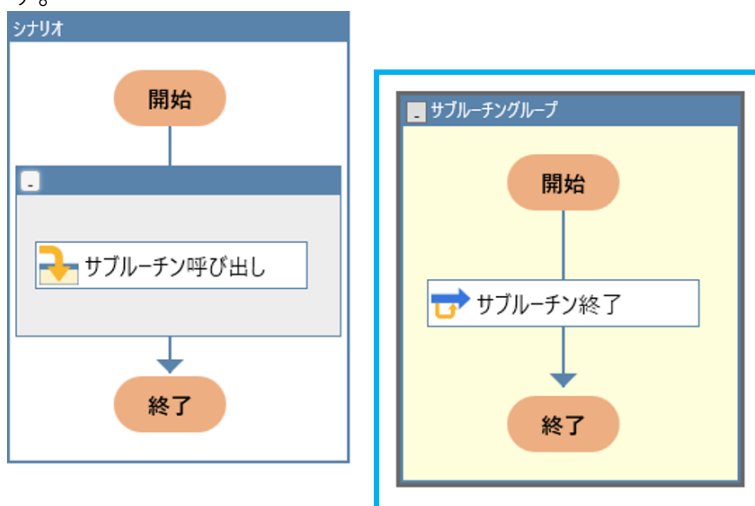 す。
シナリオ
開始
サブルーチン呼び出し
終了
サブルーチングループ
開始
サブルーチン終了
終了